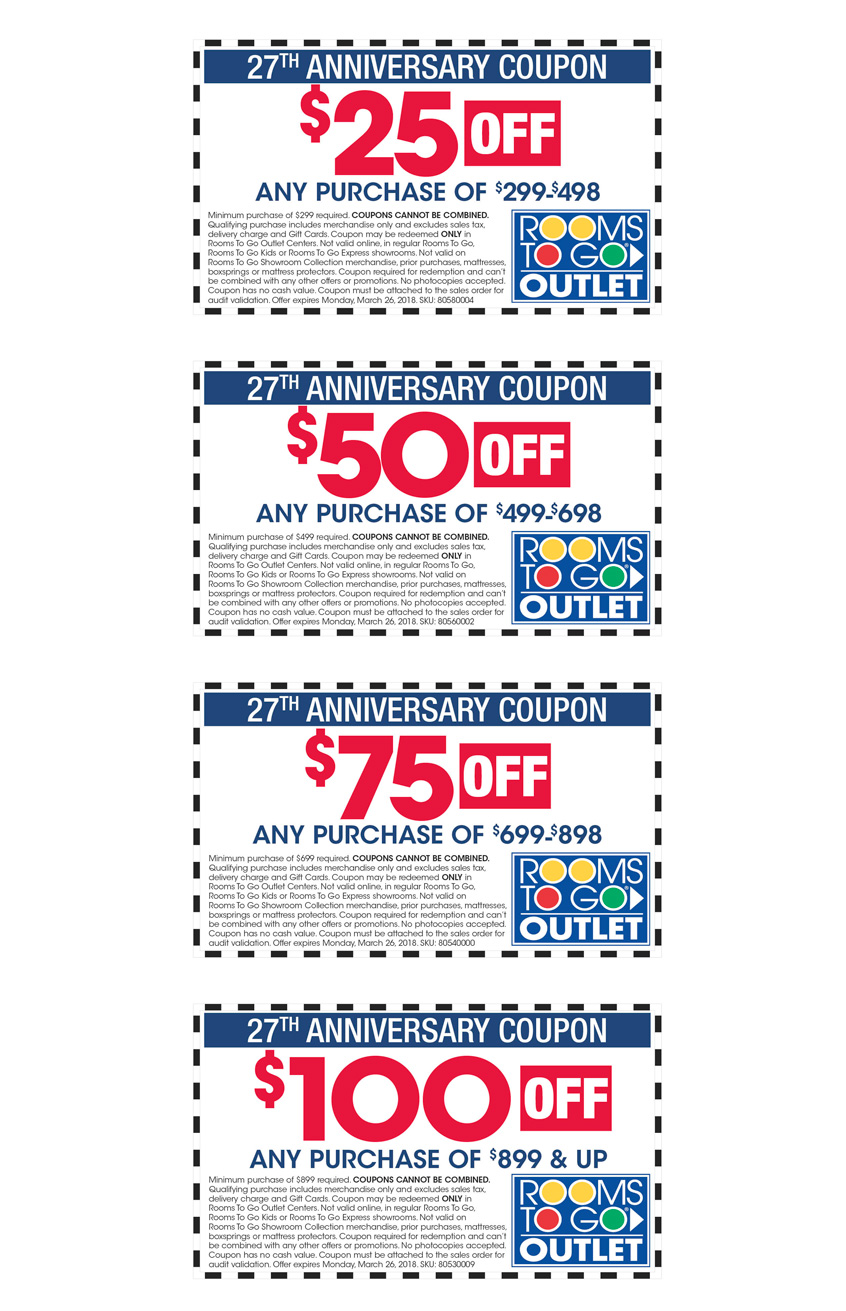 27TH ANNIVERSARY COUPON
$25 OFF
ANY PURCHASE OF $299-$498
Minimum purchase of $299 required. COUPONS CANNOT BE COMBINED.
Qualifying purchase includes merchandise only and excludes sales tax,
delivery charge and Gift Cards. Coupon may be redeemed ONLY in
Rooms To Go Outlet Centers. Not valid online, in regular Rooms To Go,
Rooms To Go Kids or Rooms To Go Express showrooms. Not valid on
Rooms To Go Showroom Collection merchandise, prior purchases, mattresses,
boxsprings or mattress protectors. Coupon required for redemption and can't
be combined with any other offers or promotions. No photocopies accepted.
Coupon has no cash value. Coupon must be attached to the sales order for
audit validation. Offer expires Monday, March 26, 2018. SKU: 80580004
ROOMS
TO GO®
OUTLET
27TH ANNIVERSARY COUPON
$50 OFF
ANY PURCHASE OF $499-$698
Minimum purchase of $499 required. COUPONS CANNOT BE COMBINED.
Qualifying purchase includes merchandise only and excludes sales tax,
delivery charge and Gift Cards. Coupon may be redeemed ONLY in
Rooms To Go Outlet Centers. Not valid online, in regular Rooms To Go,
Rooms To Go Kids or Rooms To Go Express showrooms. Not valid on
Rooms To Go Showroom Collection merchandise, prior purchases, mattresses,
boxsprings or mattress protectors. Coupon required for redemption and can't
be combined with any other offers or promotions. No photocopies accepted.
Coupon has no cash value. Coupon must be attached to the sales order for
audit validation. Offer expires Monday, March 26, 2018. SKU: 80560002
ROOMS
TO GO®
OUTLET
27TH ANNIVERSARY COUPON
$75 OFF
ANY PURCHASE OF $699-$898
Minimum purchase of $699 required. COUPONS CANNOT BE COMBINED.
Qualifying purchase includes merchandise only and excludes sales tax,
delivery charge and Gift Cards. Coupon may be redeemed ONLY in
Rooms To Go Outlet Centers. Not valid online, in regular Rooms To Go,
Rooms To Go Kids or Rooms To Go Express showrooms. Not valid on
Rooms To Go Showroom Collection merchandise, prior purchases, mattresses,
boxsprings or mattress protectors. Coupon required for redemption and can't
be combined with any other offers or promotions. No photocopies accepted.
Coupon has no cash value. Coupon must be attached to the sales order for
audit validation. Offer expires Monday, March 26, 2018. SKU: 80540000
ROOMS
TO GO®
OUTLET
27TH ANNIVERSARY COUPON
$100 OFF
ANY PURCHASE OF $899 & UP
Minimum purchase of $899 required. COUPONS CANNOT BE COMBINED.
Qualifying purchase includes merchandise only and excludes sales tax,
delivery charge and Gift Cards. Coupon may be redeemed ONLY in
Rooms To Go Outlet Centers. Not valid online, in regular Rooms To Go,
Rooms To Go Kids or Rooms To Go Express showrooms. Not valid on
Rooms To Go Showroom Collection merchandise, prior purchases, mattresses,
boxsprings or mattress protectors. Coupon required for redemption and can't
be combined with any other offers or promotions. No photocopies accepted.
Coupon has no cash value. Coupon must be attached to the sales order for
audit validation. Offer expires Monday, March 26, 2018. SKU: 80530009
ROOMS
TO GO®
OUTLET